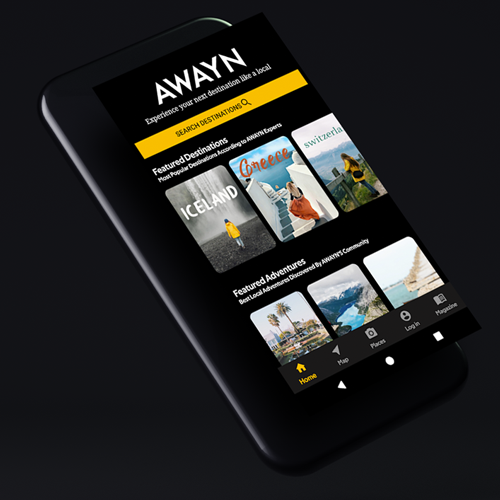 AWAYN
Experience your next destination like a local
SEARCH DESTINATIONS
Featured Destinations
Most Popular Destinations According to AWAYN Experts
ICELAND
Greece
switzerla
Featured Adventures
Best Local Adventures Discovered By AWAYN'S Community
Home
Map
Places
Log In
Magazine